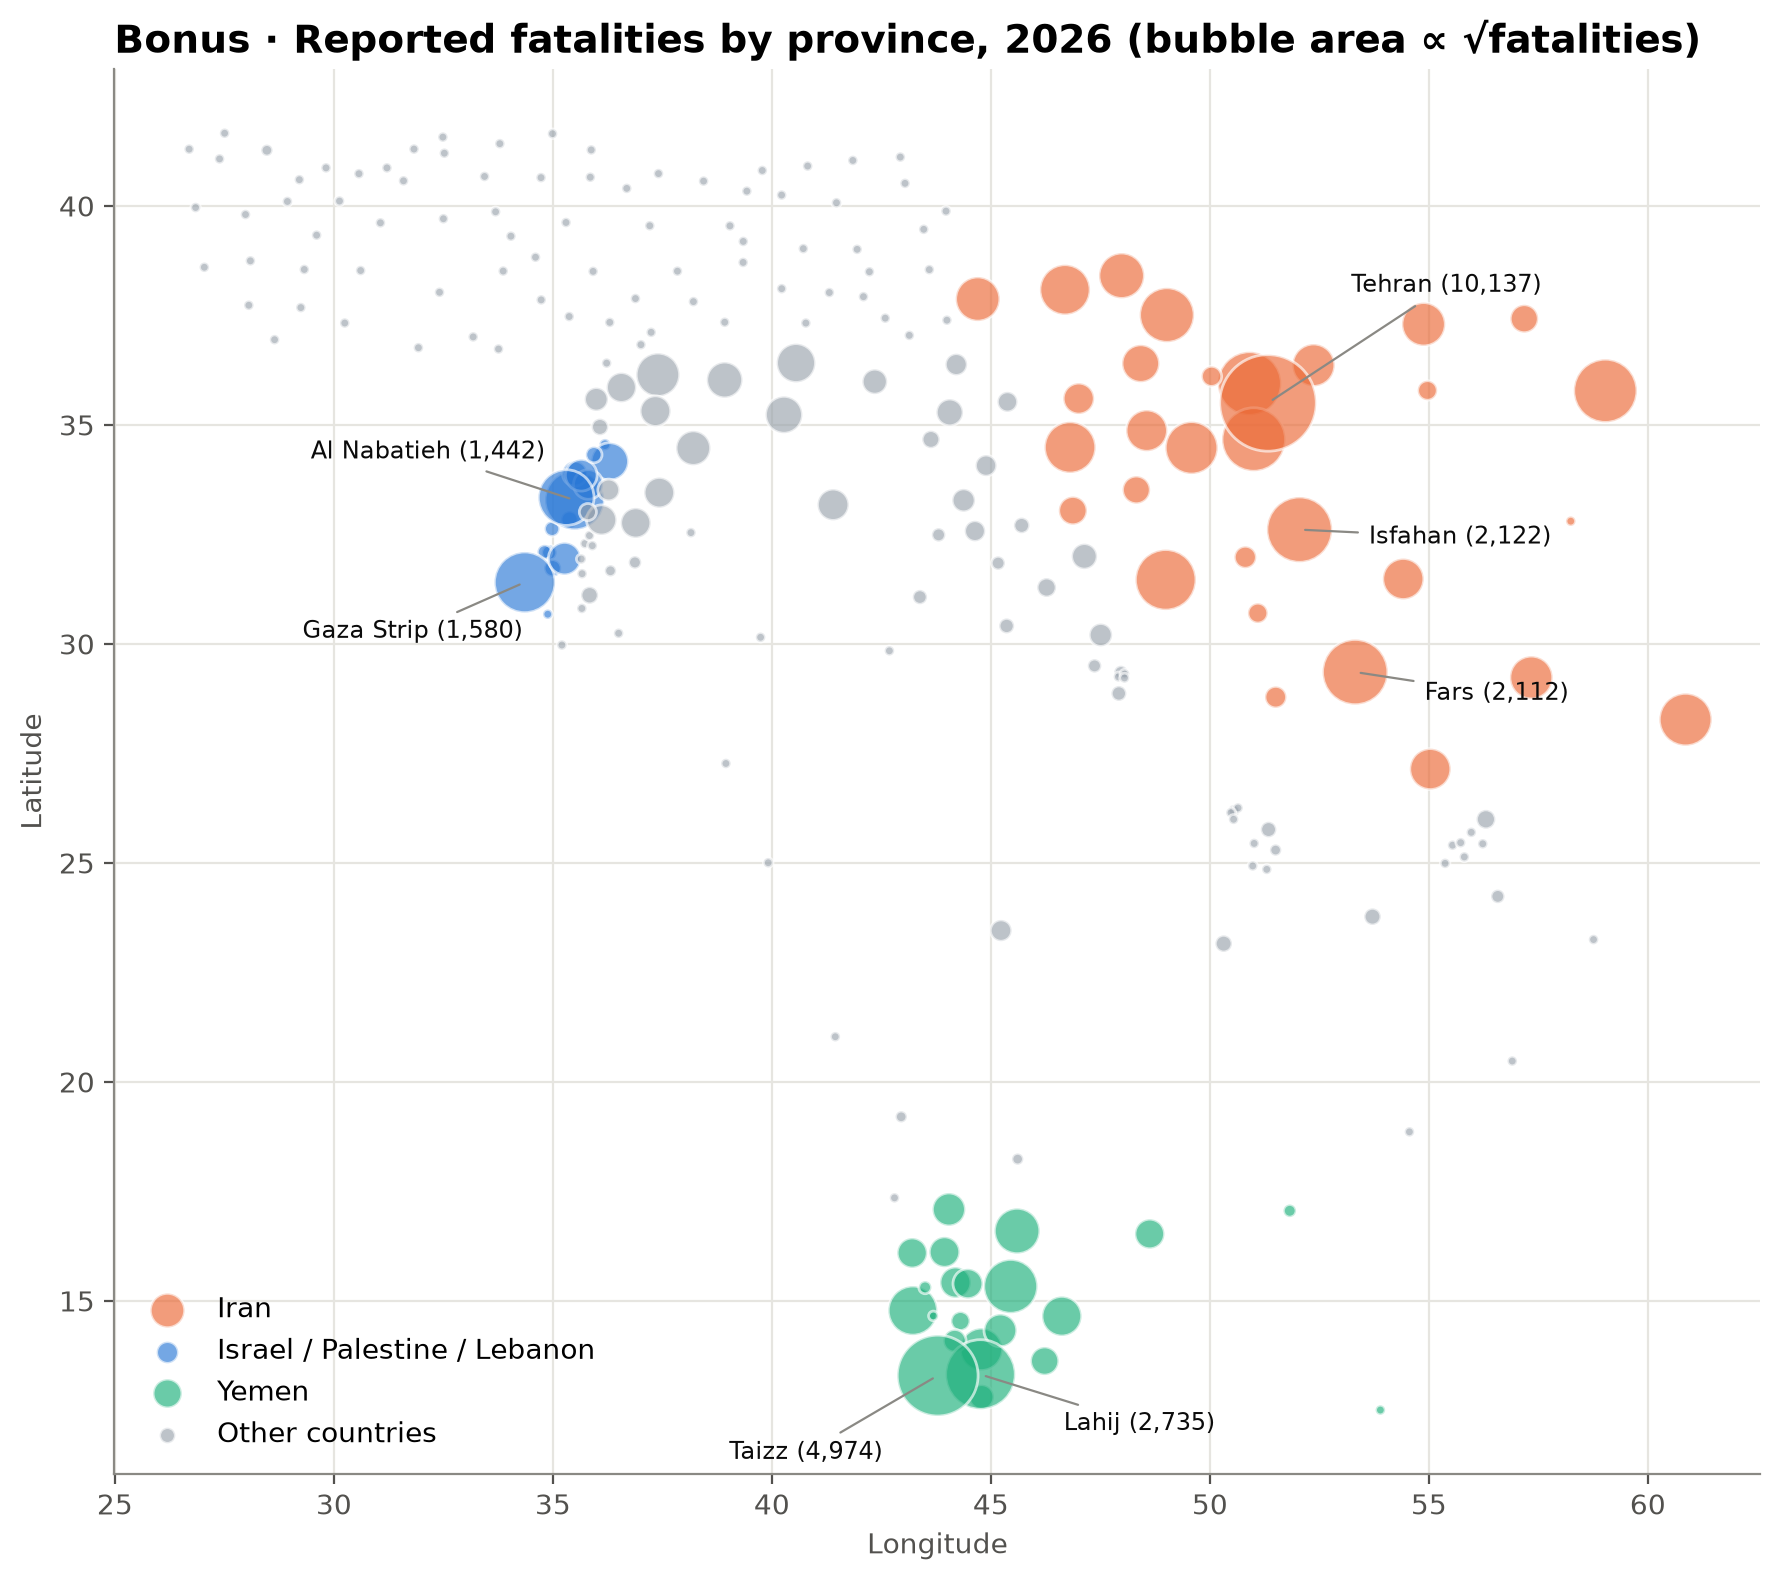 Bonus · Reported fatalities by province, 2026 (bubble area ∝ √fatalities)
40
35
30
25
20
15
Latitude
Tehran (10,137)
Al Nabatieh (1,442)
Isfahan (2,122)
Gaza Strip (1,580)
Fars (2,112)
Lahij (2,735)
Taizz (4,974)
Iran
Israel / Palestine / Lebanon
Yemen
Other countries
25 30 35 40 45 50 55 60
Longitude